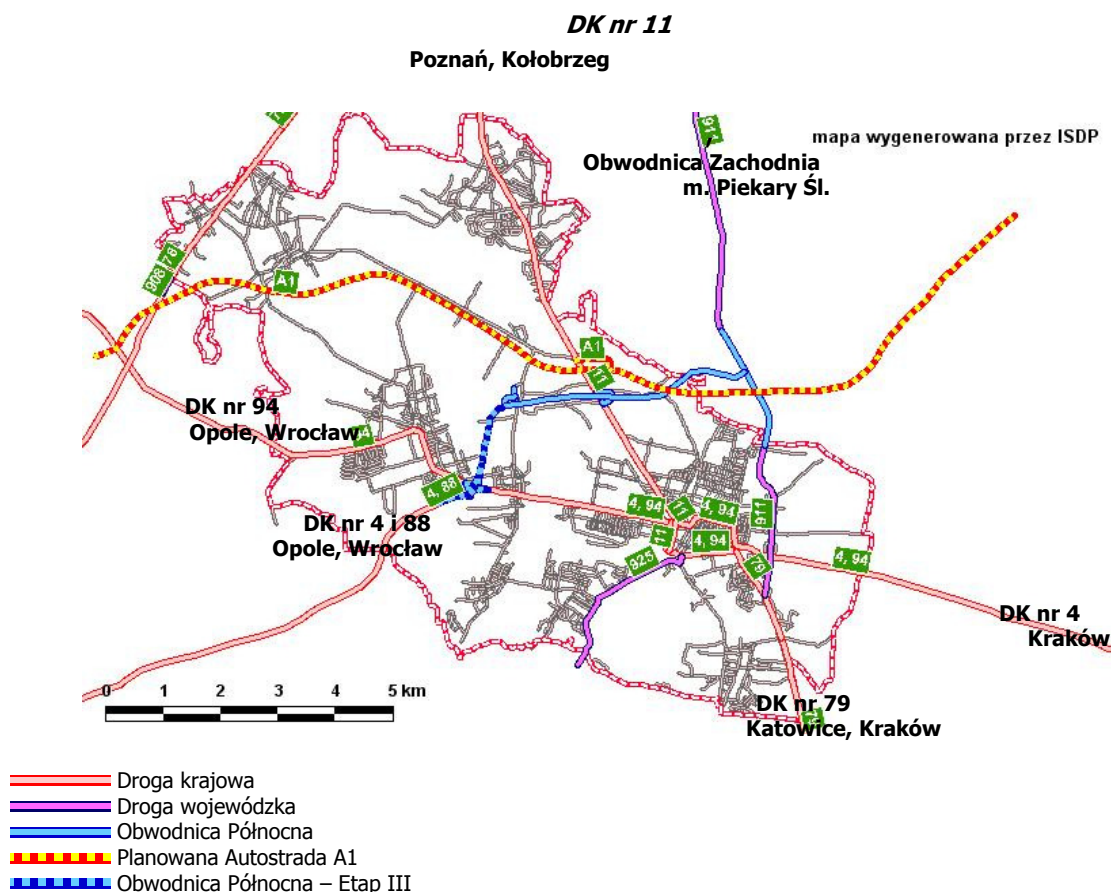 DK nr 11
Poznań, Kołobrzeg
911
mapa wygenerowana przez ISDP
Obwodnica Zachodnia
m. Piekary Śl.
908 78
A1
A1
11
DK nr 94
Opole, Wrocław
4, 88
DK nr 4 i 88
Opole, Wrocław
4, 94
11
4, 94
911
11
4, 94
925
79
4, 94
DK nr 4
Kraków
0 1 2 3 4 5 km
DK nr 79
Katowice, Kraków
Droga krajowa
Droga wojewódzka
Obwodnica Północna
Planowana Autostrada A1
Obwodnica Północna – Etap III